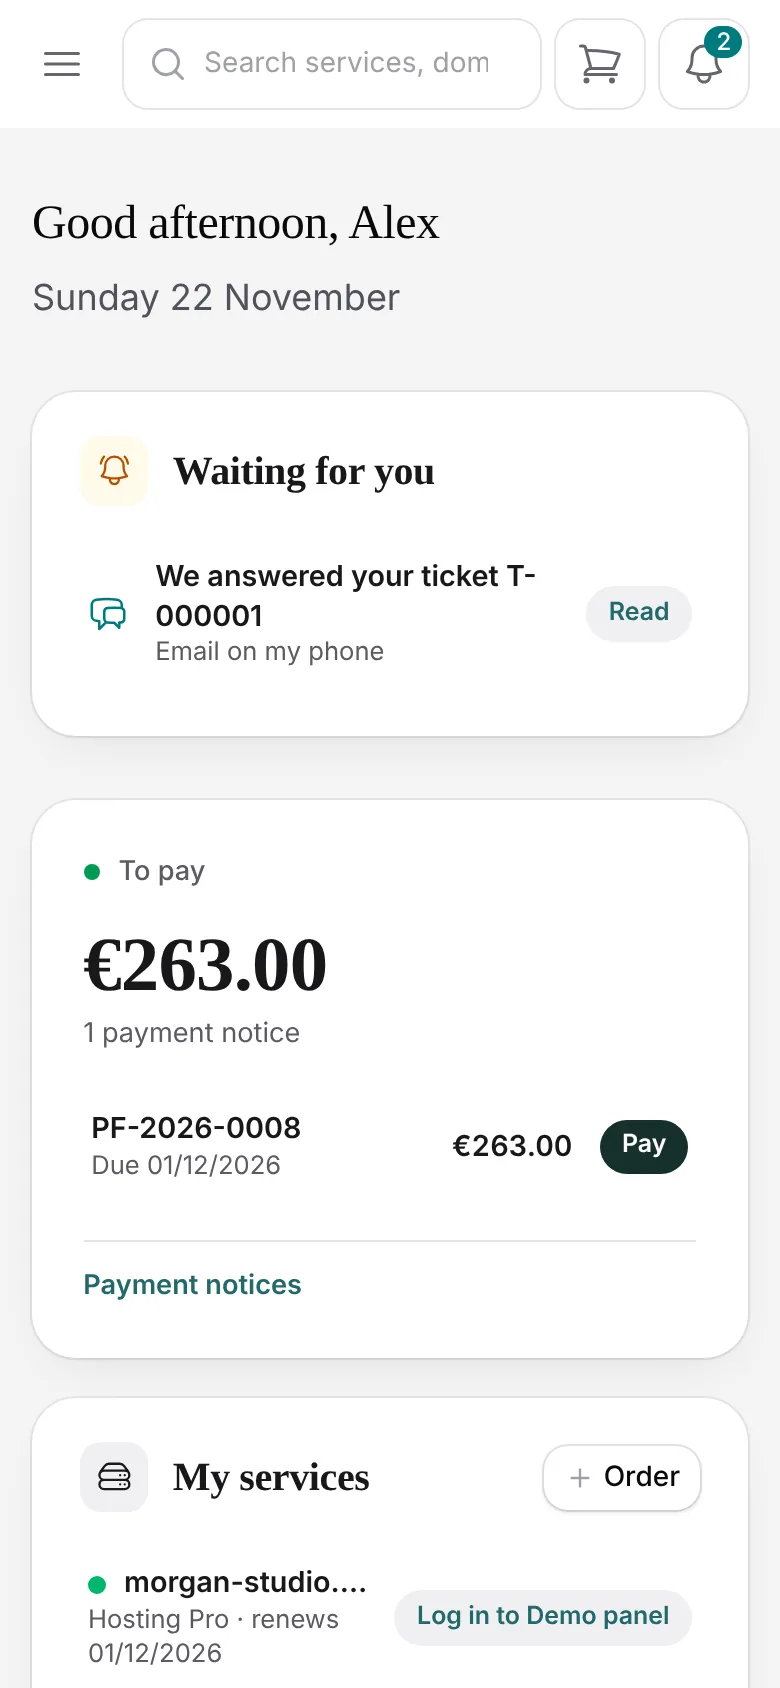 Search services, dom
2
Good afternoon, Alex
Sunday 22 November
Waiting for you
We answered your ticket T-
000001
Email on my phone
Read
To pay
€263.00
1 payment notice
PF-2026-0008
Due 01/12/2026
€263.00
Pay
Payment notices
My services
Order
morgan-studio....
Hosting Pro · renews
01/12/2026
Log in to Demo panel